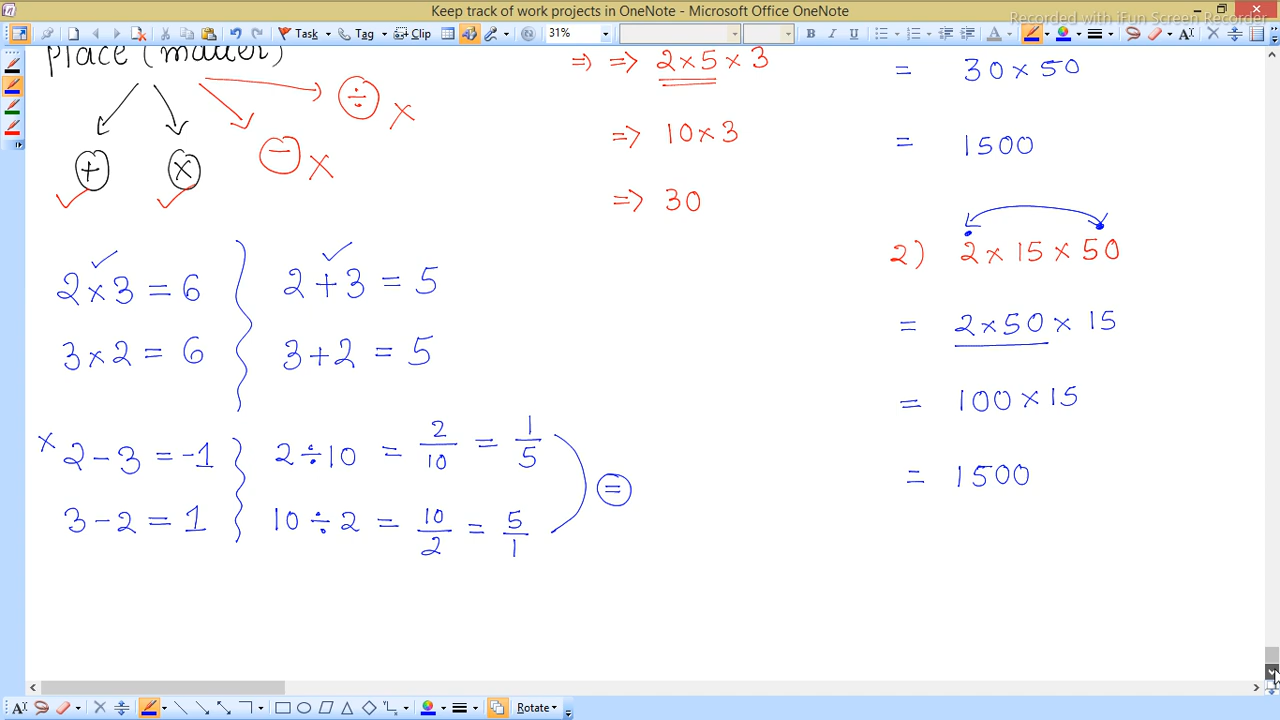 Keep track of work projects in OneNote - Microsoft Office OneNote
Recorded with iFun Screen Recorder
Task Tag Clip 31% B I U
Place (matter)
÷ ×
− ×
+ ×
2 × 3 = 6
3 × 2 = 6
2 + 3 = 5
3 + 2 = 5
× 2 − 3 = -1
3 − 2 = 1
2 ÷ 10 = 2/10 = 1/5
10 ÷ 2 = 10/2 = 5/1
=
=> => 2 × 5 × 3
=> 10 × 3
=> 30
= 30 × 50
= 1500
2) 2 × 15 × 50
= 2 × 50 × 15
= 100 × 15
= 1500
Rotate